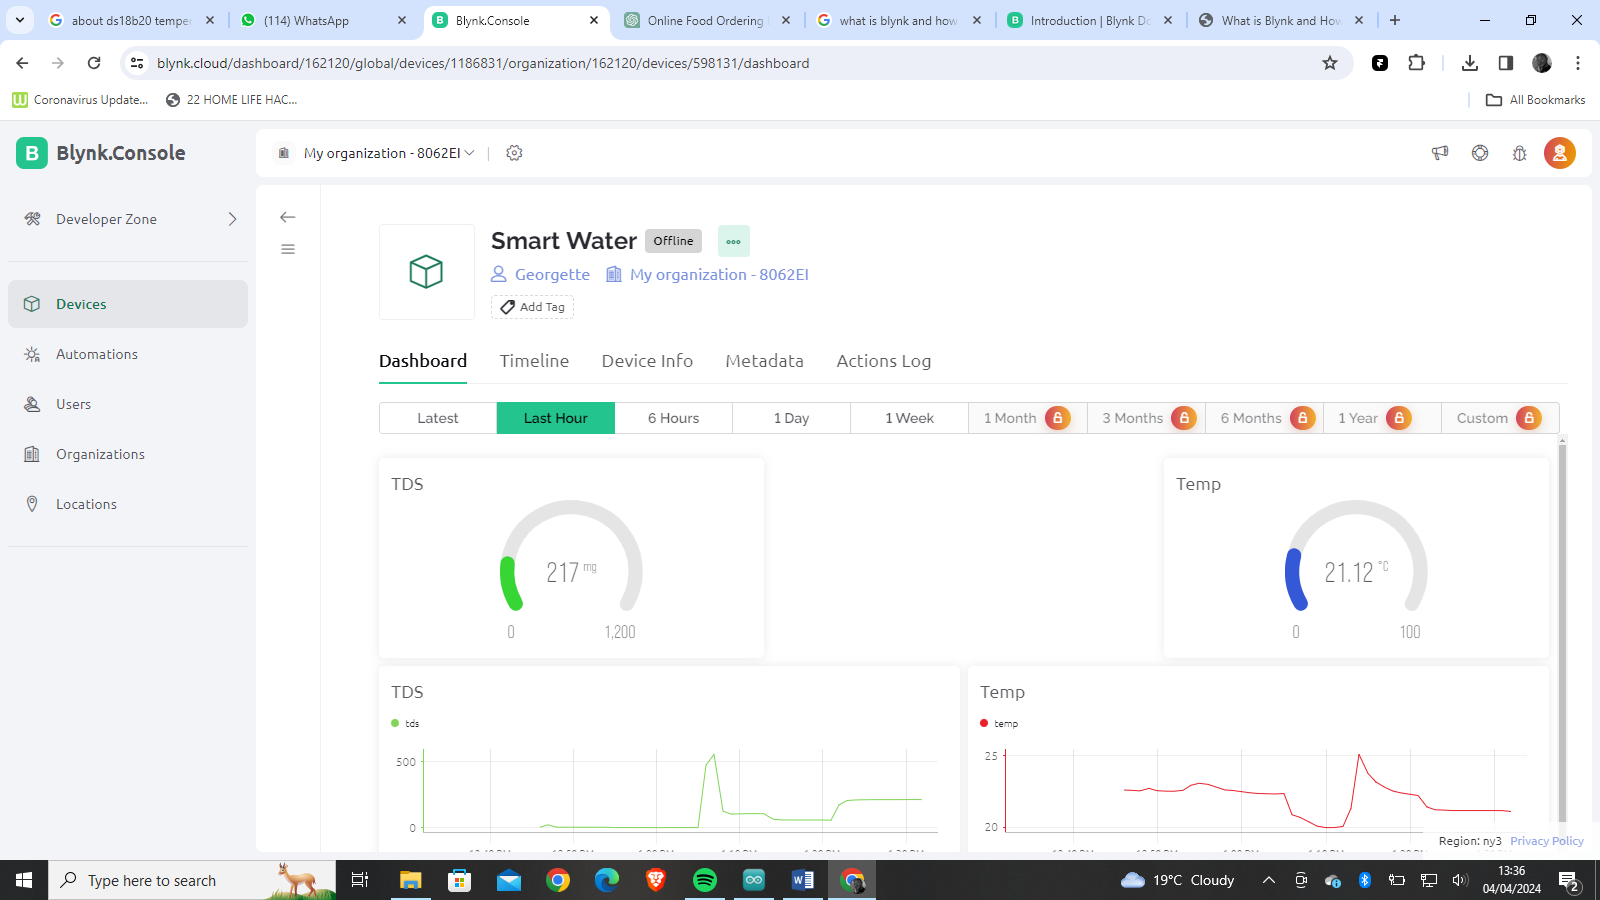 about ds18b20 tempe
(114) WhatsApp
Blynk.Console
Online Food Ordering
what is blynk and how
Introduction | Blynk Do
What is Blynk and How
blynk.cloud/dashboard/162120/global/devices/1186831/organization/162120/devices/598131/dashboard
Coronavirus Update...
22 HOME LIFE HAC...
All Bookmarks
B Blynk.Console
My organization - 8062EI
Developer Zone
Devices
Automations
Users
Organizations
Locations
Smart Water Offline
Georgette My organization - 8062EI
Add Tag
Dashboard Timeline Device Info Metadata Actions Log
Latest Last Hour 6 Hours 1 Day 1 Week 1 Month 3 Months 6 Months 1 Year Custom
TDS
217 mg
0 1,200
Temp
21.12 °C
0 100
TDS
tds
500
0
Temp
temp
25
20
Region: ny3 Privacy Policy
Type here to search
19°C Cloudy
13:36
04/04/2024
2